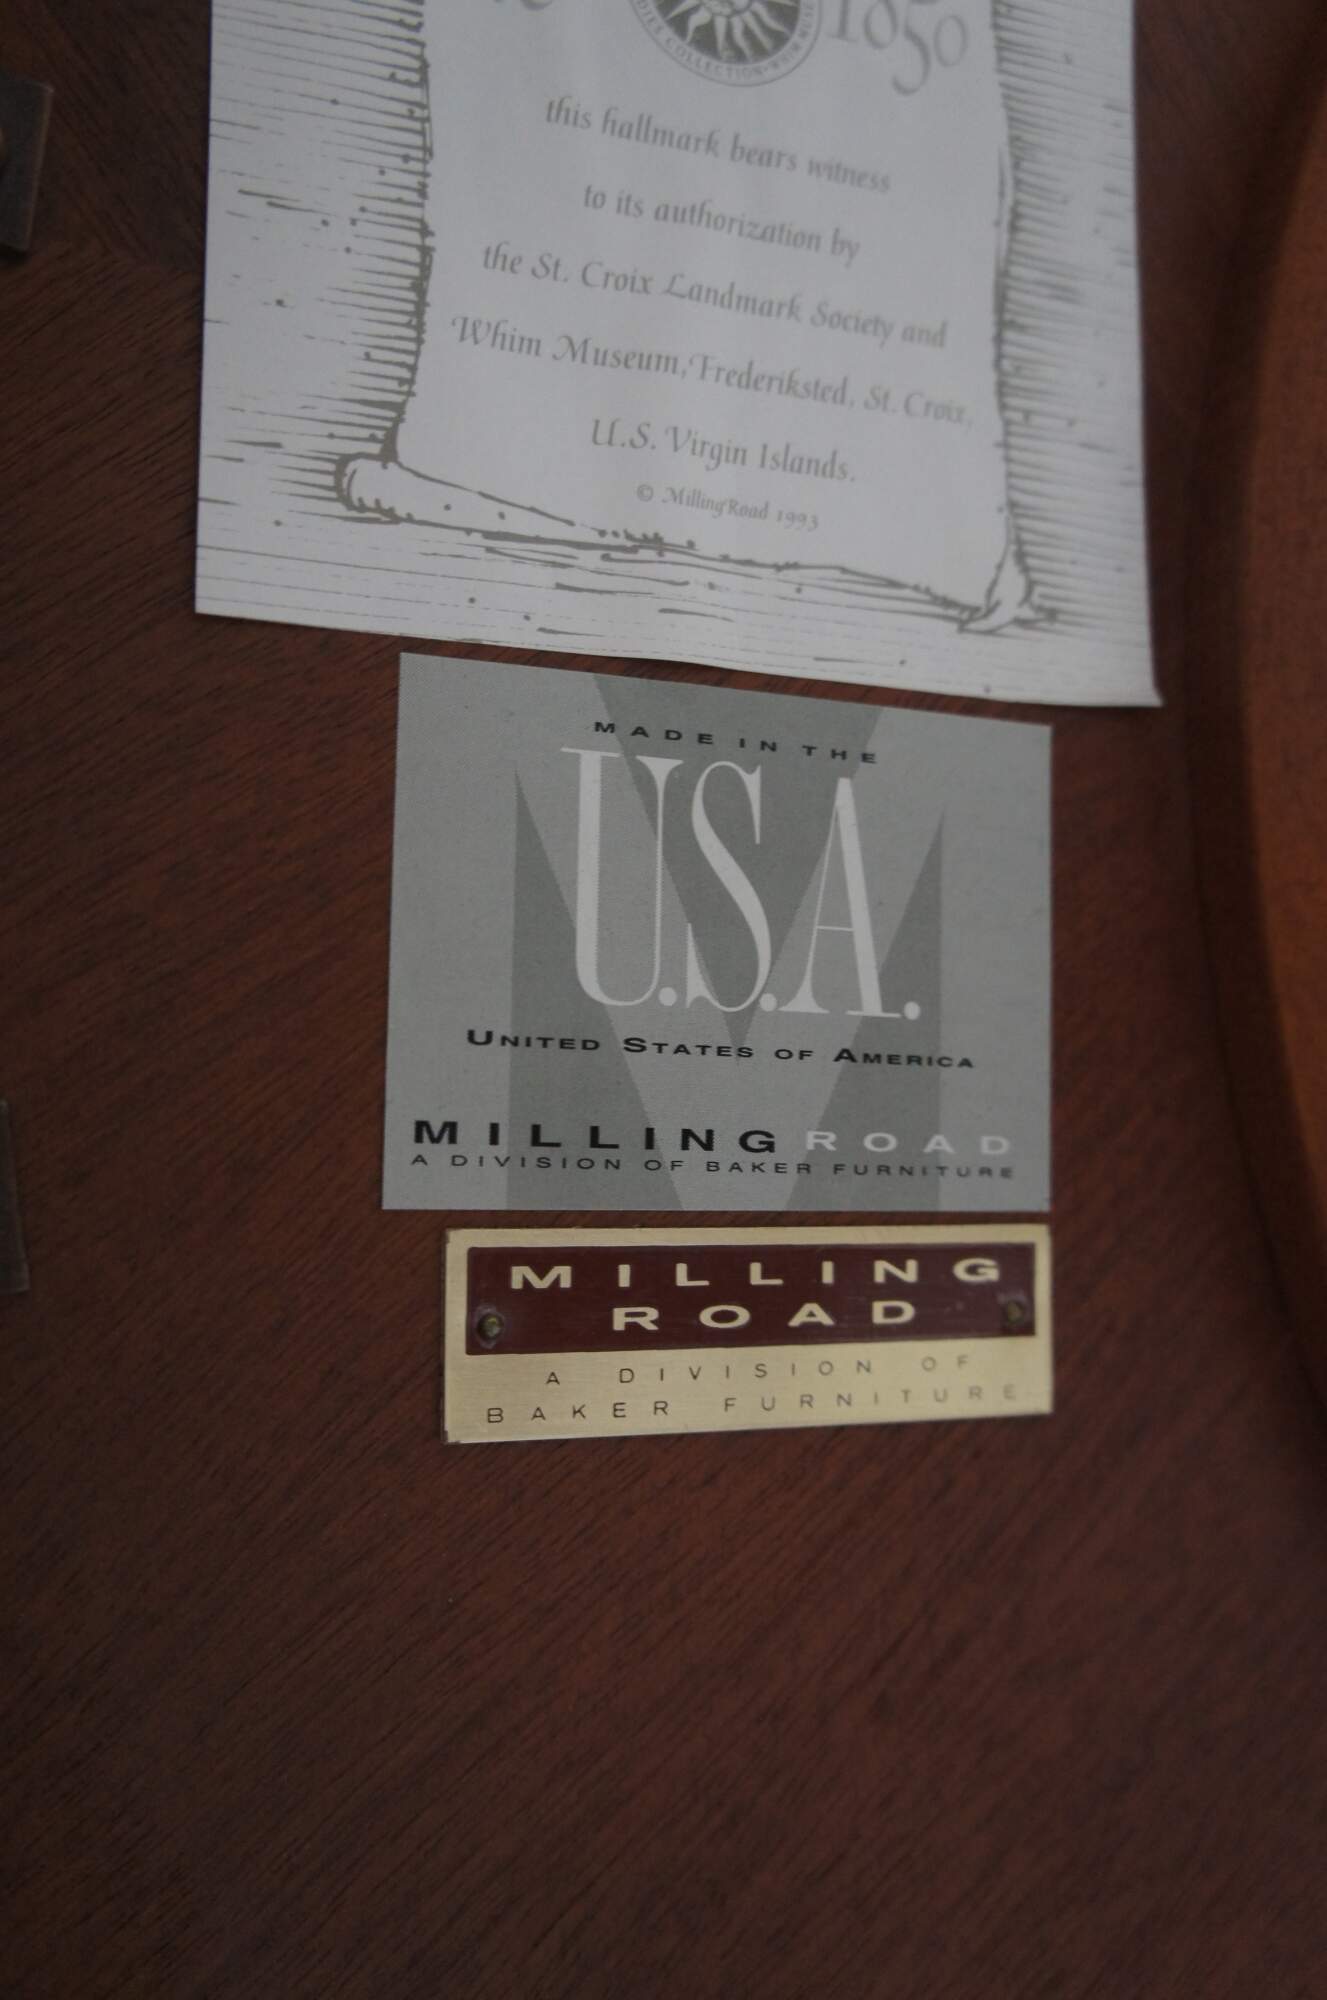 1850
COLLECTION
this hallmark bears witness
to its authorization by
the St. Croix Landmark Society and
Whim Museum, Frederiksted, St. Croix,
U.S. Virgin Islands.
© Milling Road 1993
MADE IN THE
U.S.A.
UNITED STATES OF AMERICA
MILLING ROAD
A DIVISION OF BAKER FURNITURE
MILLING
ROAD
A DIVISION OF
BAKER FURNITURE